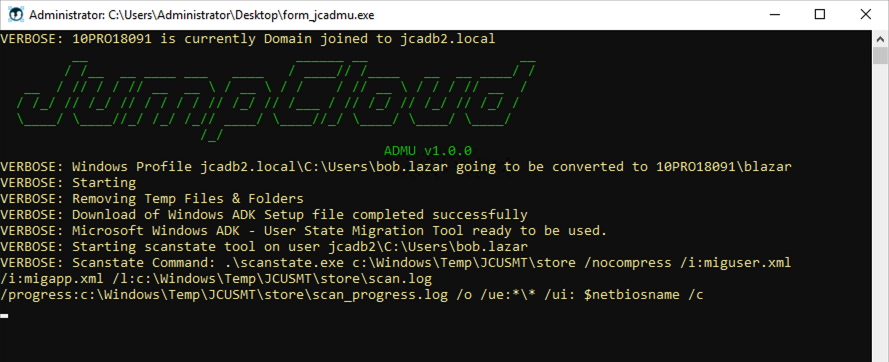 Administrator: C:\Users\Administrator\Desktop\form_jcadmu.exe
VERBOSE: 10PRO18091 is currently Domain joined to jcadb2.local
JumpCloud
ADMU v1.0.0
VERBOSE: Windows Profile jcadb2.local\C:\Users\bob.lazar going to be converted to 10PRO18091\blazar
VERBOSE: Starting
VERBOSE: Removing Temp Files & Folders
VERBOSE: Download of Windows ADK Setup file completed successfully
VERBOSE: Microsoft Windows ADK - User State Migration Tool ready to be used.
VERBOSE: Starting scanstate tool on user jcadb2\C:\Users\bob.lazar
VERBOSE: Scanstate Command: .\scanstate.exe c:\Windows\Temp\JCUSMT\store /nocompress /i:miguser.xml
/i:migapp.xml /l:c:\Windows\Temp\JCUSMT\store\scan.log
/progress:c:\Windows\Temp\JCUSMT\store\scan_progress.log /o /ue:*\* /ui: $netbiosname /c